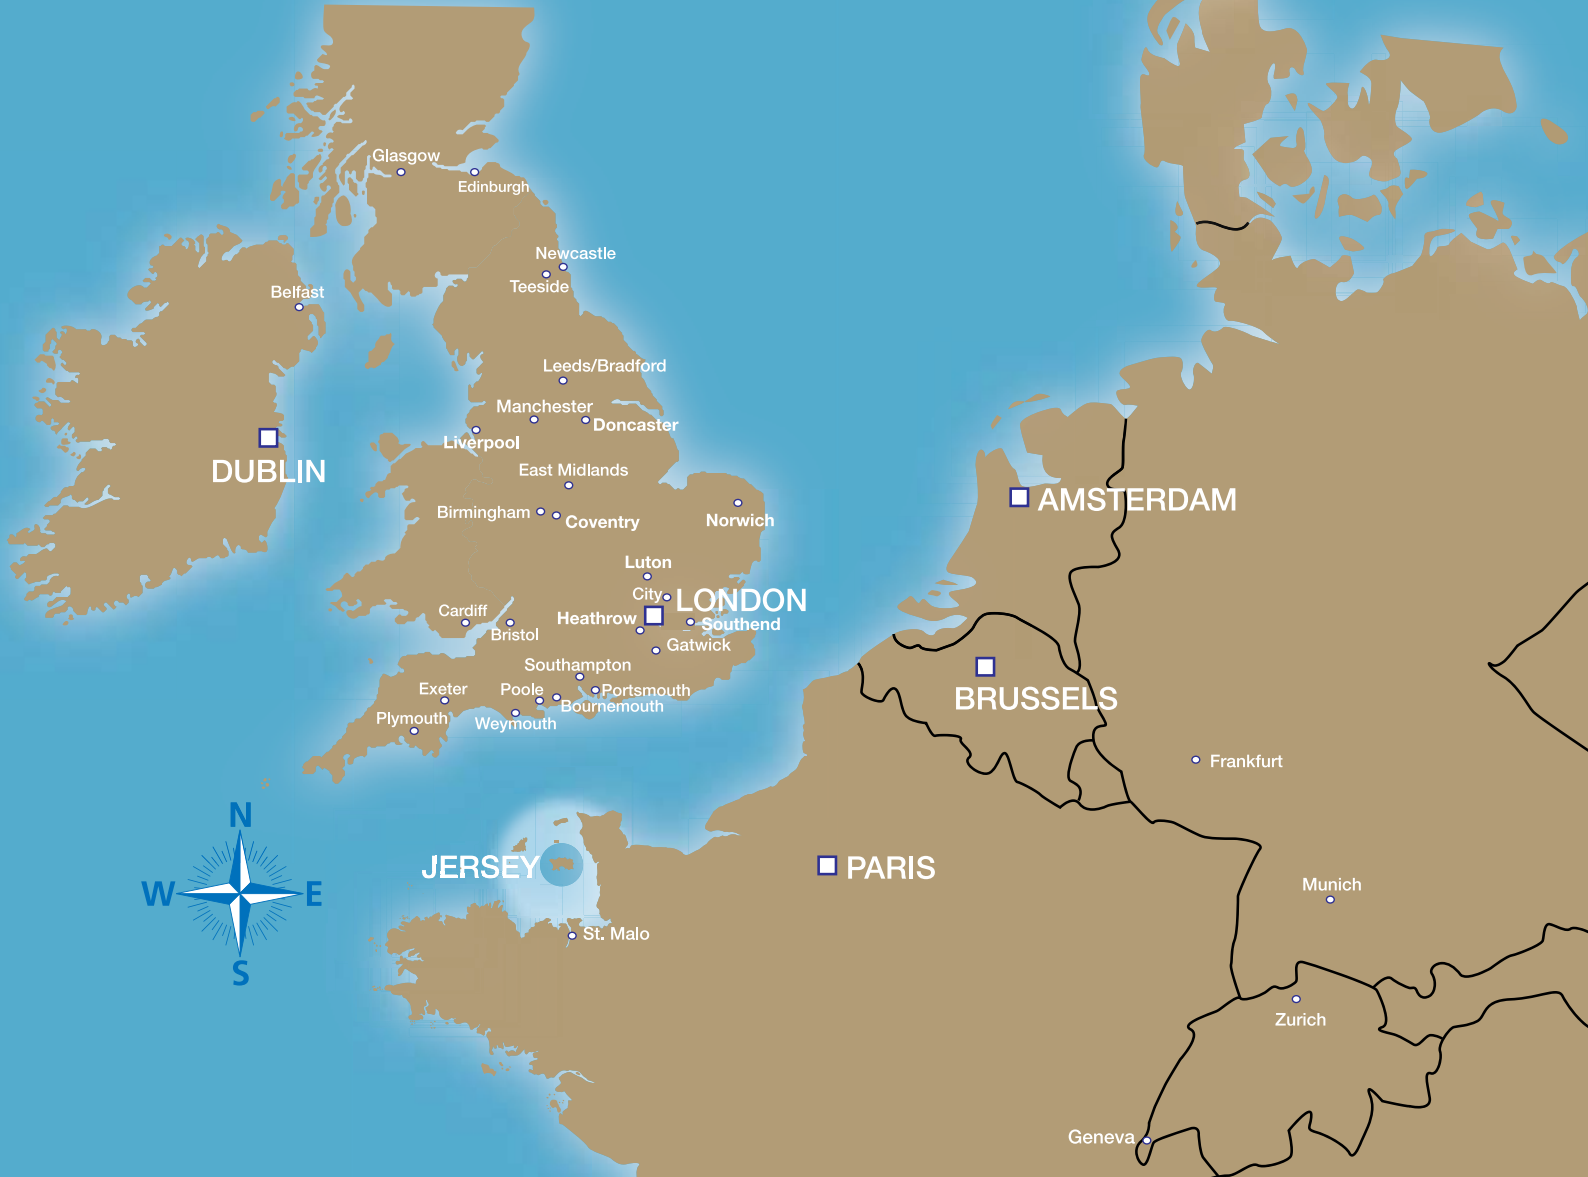 Glasgow
Edinburgh
Newcastle
Teeside
Belfast
Leeds/Bradford
Manchester
Doncaster
Liverpool
DUBLIN
East Midlands
Birmingham
Coventry
Norwich
AMSTERDAM
Luton
City
LONDON
Cardiff
Heathrow
Southend
Bristol
Gatwick
Southampton
Exeter
Poole
Portsmouth
BRUSSELS
Bournemouth
Plymouth
Weymouth
Frankfurt
N
JERSEY
PARIS
Munich
W
E
St. Malo
S
Zurich
Geneva